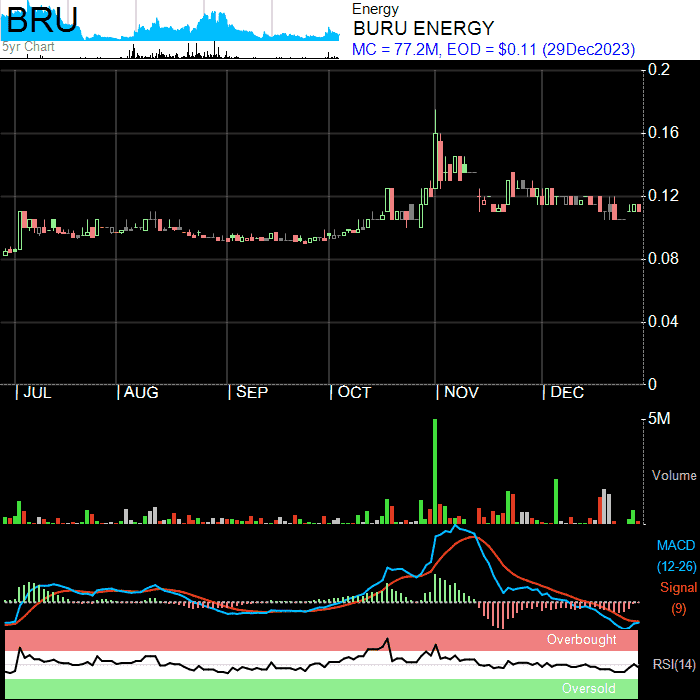 BRU
5yr Chart
Energy
BURU ENERGY
MC = 77.2M, EOD = $0.11 (29Dec2023)
0.2
0.16
0.12
0.08
0.04
0
JUL
AUG
SEP
OCT
NOV
DEC
5M
Volume
MACD
(12-26)
Signal
(9)
Overbought
RSI(14)
Oversold